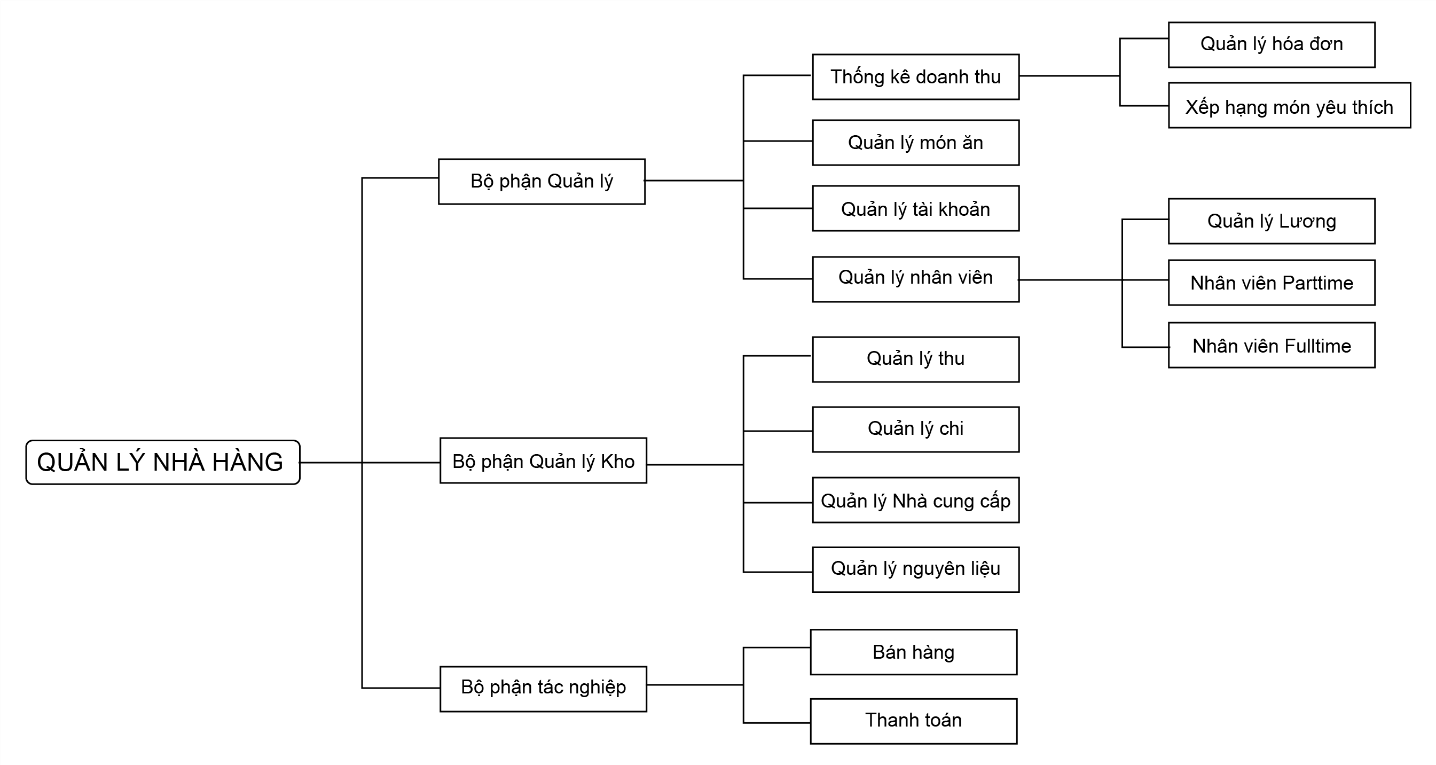 QUẢN LÝ NHÀ HÀNG
Bộ phận Quản lý
Thống kê doanh thu
Quản lý hóa đơn
Xếp hạng món yêu thích
Quản lý món ăn
Quản lý tài khoản
Quản lý nhân viên
Quản lý Lương
Nhân viên Parttime
Nhân viên Fulltime
Bộ phận Quản lý Kho
Quản lý thu
Quản lý chi
Quản lý Nhà cung cấp
Quản lý nguyên liệu
Bộ phận tác nghiệp
Bán hàng
Thanh toán